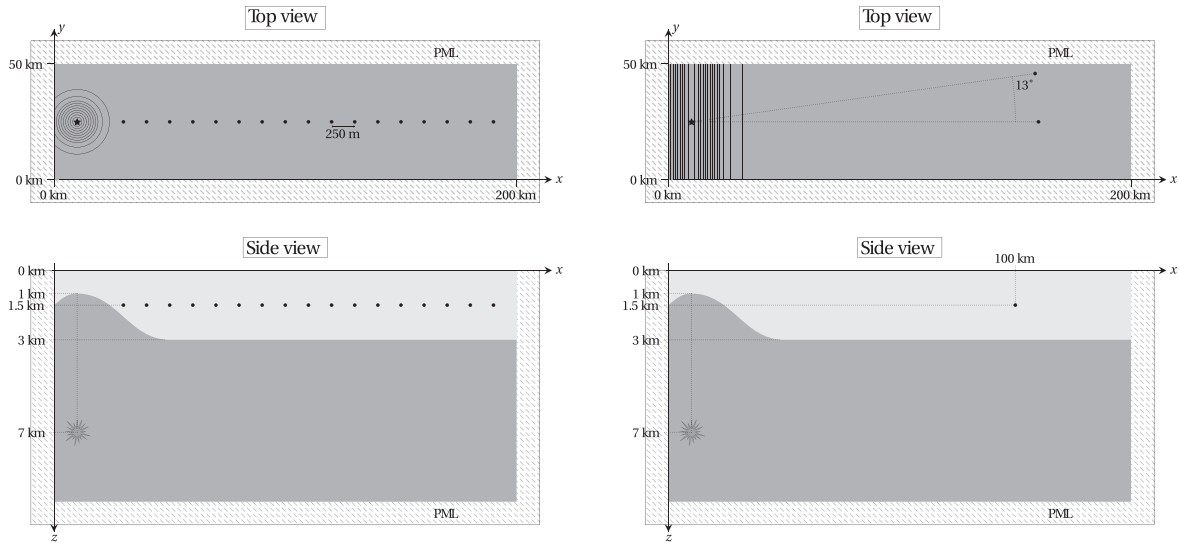 Top view
y
PML
50 km
250 m
0 km
x
0 km
200 km
Side view
0 km
x
1 km
1.5 km
3 km
7 km
PML
z
Top view
y
PML
50 km
13°
0 km
x
0 km
200 km
Side view
100 km
0 km
x
1 km
1.5 km
3 km
7 km
PML
z